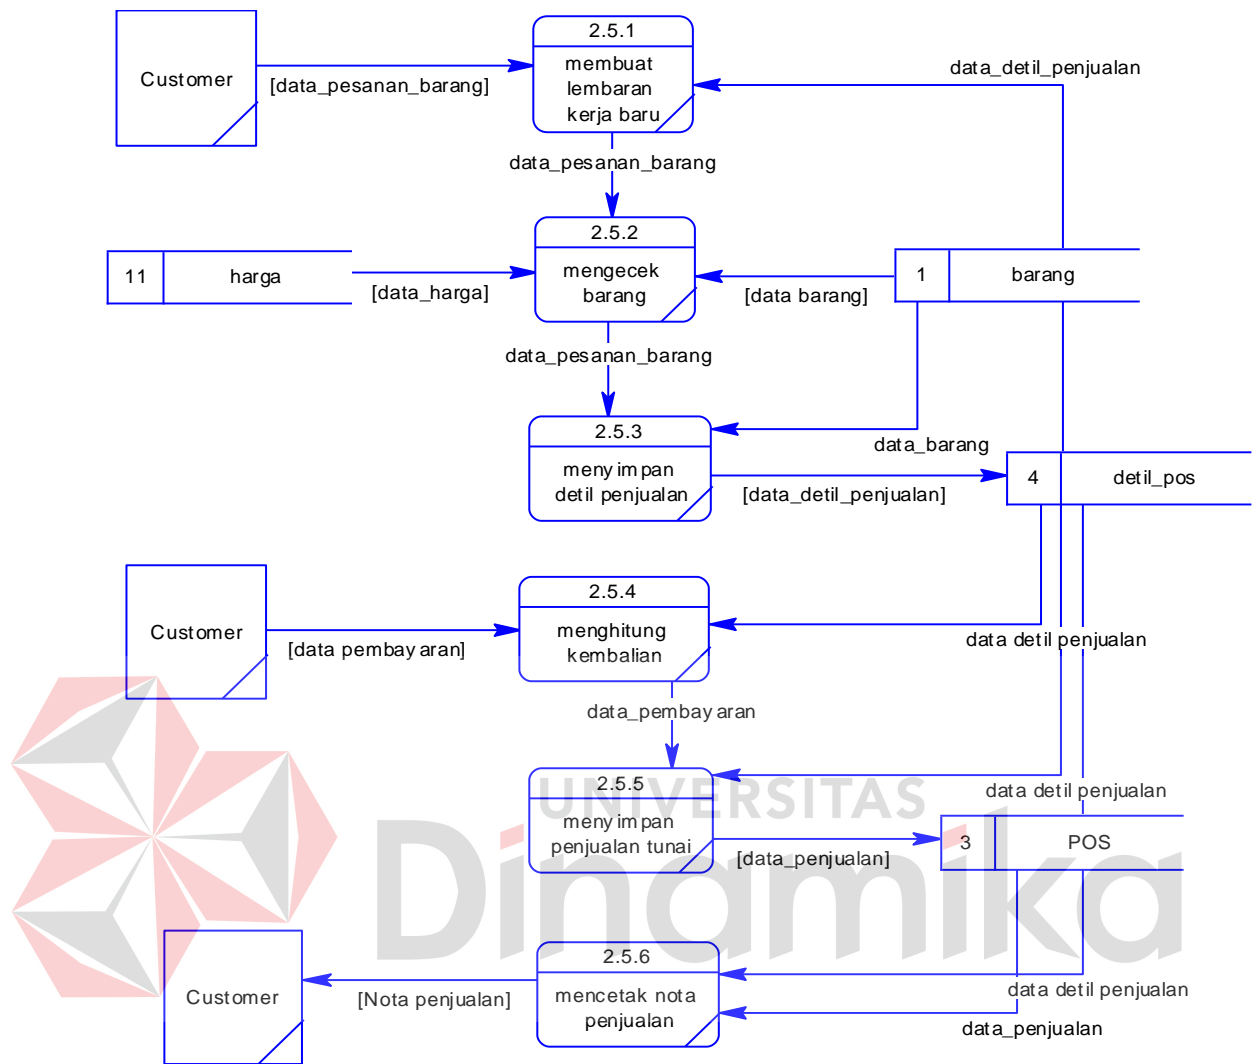 2.5.1
Customer
membuat
lembaran
kerja baru
[data_pesanan_barang]
data_detil_penjualan
data_pesanan_barang
2.5.2
11
harga
mengecek
barang
1
barang
[data_harga]
[data barang]
data_pesanan_barang
2.5.3
data_barang
menyimpan
detil penjualan
[data_detil_penjualan]
4
detil_pos
2.5.4
Customer
menghitung
kembalian
[data pembayaran]
data detil penjualan
data_pembayaran
2.5.5
data detil penjualan
UNIVERSITAS
menyimpan
penjualan tunai
[data_penjualan]
3
POS
Dinamika
2.5.6
Customer
mencetak nota
penjualan
[Nota penjualan]
data detil penjualan
data_penjualan